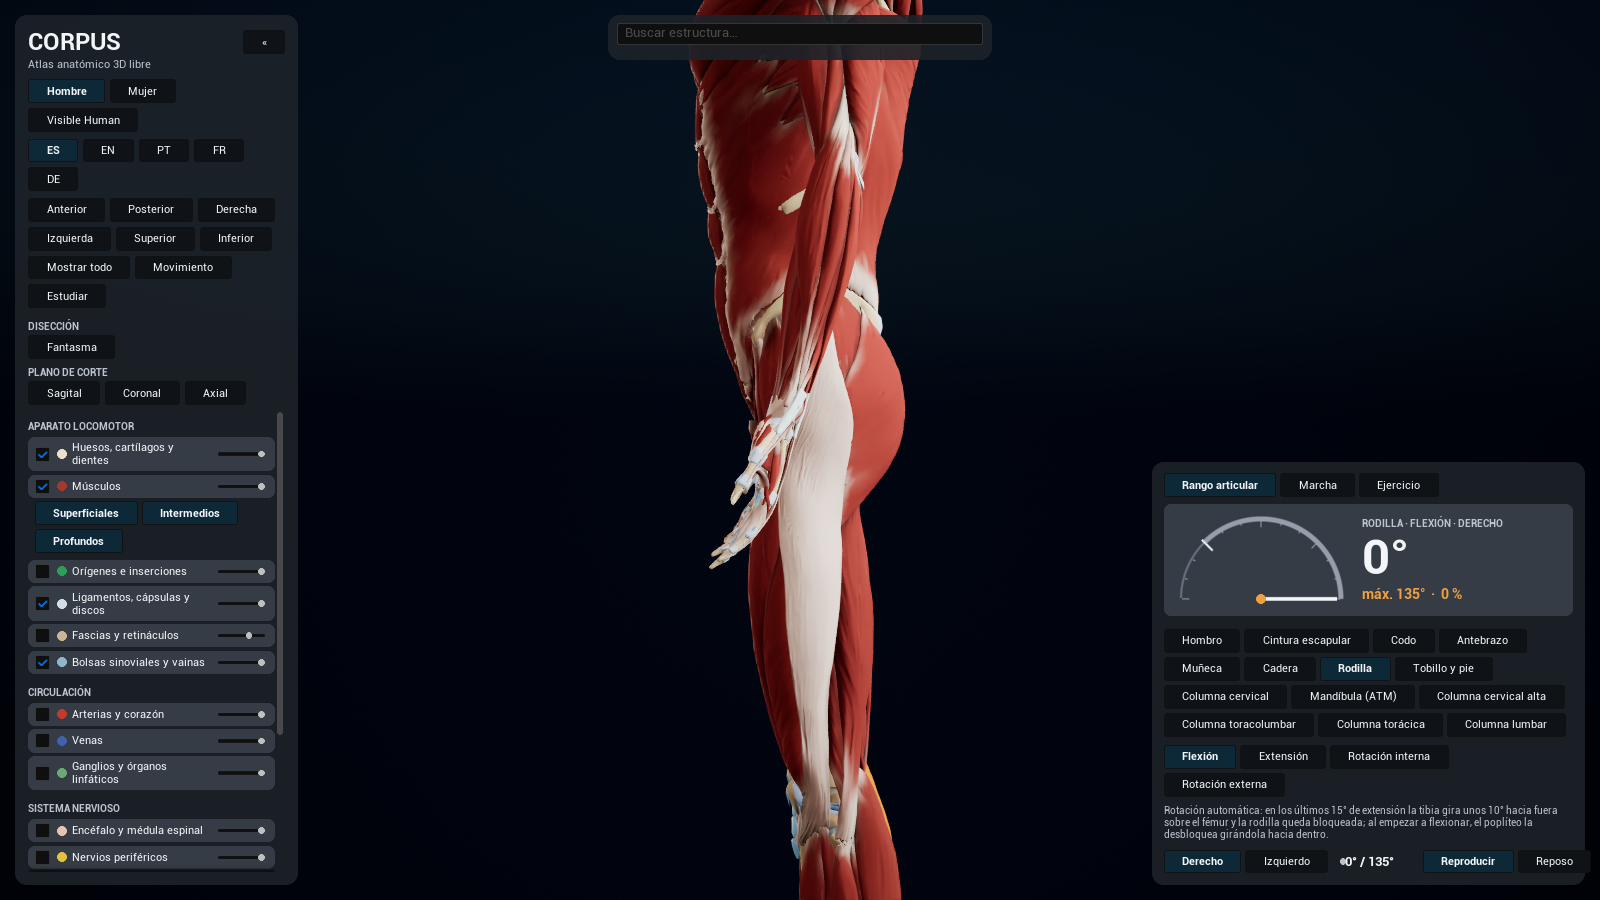 CORPUS
«
Atlas anatómico 3D libre
Hombre
Mujer
Visible Human
ES
EN
PT
FR
DE
Anterior
Posterior
Derecha
Izquierda
Superior
Inferior
Mostrar todo
Movimiento
Estudiar
DISECCIÓN
Fantasma
PLANO DE CORTE
Sagital
Coronal
Axial
APARATO LOCOMOTOR
Huesos, cartílagos y
dientes
Músculos
Superficiales
Intermedios
Profundos
Orígenes e inserciones
Ligamentos, cápsulas y
discos
Fascias y retináculos
Bolsas sinoviales y vainas
CIRCULACIÓN
Arterias y corazón
Venas
Ganglios y órganos
linfáticos
SISTEMA NERVIOSO
Encéfalo y médula espinal
Nervios periféricos
Buscar estructura...
Rango articular
Marcha
Ejercicio
RODILLA · FLEXIÓN · DERECHO
0°
máx. 135° · 0 %
Hombro
Cintura escapular
Codo
Antebrazo
Muñeca
Cadera
Rodilla
Tobillo y pie
Columna cervical
Mandíbula (ATM)
Columna cervical alta
Columna toracolumbar
Columna torácica
Columna lumbar
Flexión
Extensión
Rotación interna
Rotación externa
Rotación automática: en los últimos 15° de extensión la tibia gira unos 10° hacia fuera
sobre el fémur y la rodilla queda bloqueada; al empezar a flexionar, el poplíteo la
desbloquea girándola hacia dentro.
Derecho
Izquierdo
0° / 135°
Reproducir
Reposo